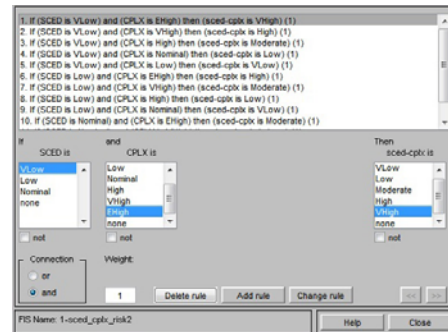 1. If (SCED is VLow) and (CPLX is EHigh) then (sced-cplx is VHigh) (1)
2. If (SCED is VLow) and (CPLX is VHigh) then (sced-cplx is High) (1)
3. If (SCED is VLow) and (CPLX is High) then (sced-cplx is Moderate) (1)
4. If (SCED is VLow) and (CPLX is Nominal) then (sced-cplx is Low) (1)
5. If (SCED is VLow) and (CPLX is Low) then (sced-cplx is VLow) (1)
6. If (SCED is Low) and (CPLX is EHigh) then (sced-cplx is High) (1)
7. If (SCED is Low) and (CPLX is VHigh) then (sced-cplx is Moderate) (1)
8. If (SCED is Low) and (CPLX is High) then (sced-cplx is Low) (1)
9. If (SCED is Low) and (CPLX is Nominal) then (sced-cplx is VLow) (1)
10. If (SCED is Nominal) and (CPLX is EHigh) then (sced-cplx is Moderate) (1)
If and Then
SCED is CPLX is sced-cplx is
VLow
Low
Nominal
none
Low
Nominal
High
VHigh
EHigh
none
VLow
Low
Moderate
High
VHigh
none
not not not
Connection Weight:
or
and 1 Delete rule Add rule Change rule << >>
FIS Name: 1-sced_cplx_risk2 Help Close